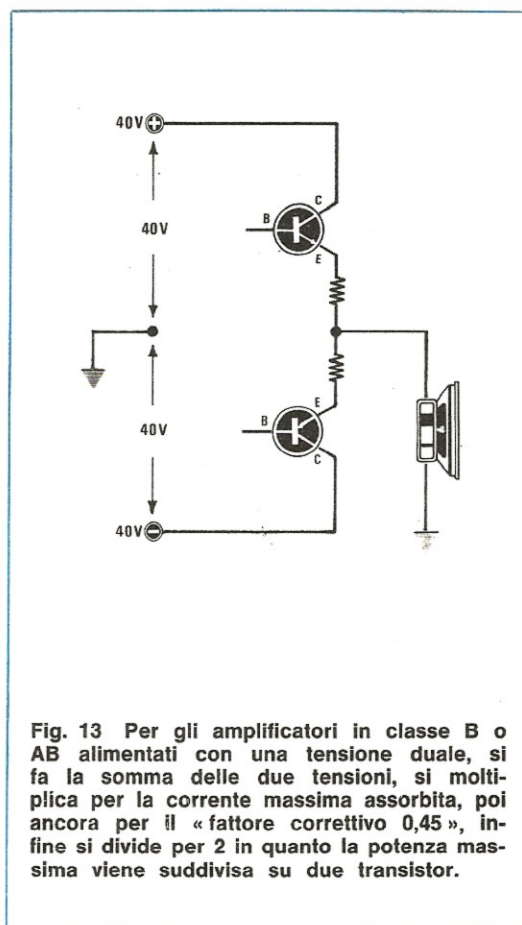 40V +
C
40V
B
E
E
B
40V
C
40V −
Fig. 13 Per gli amplificatori in classe B o
AB alimentati con una tensione duale, si
fa la somma delle due tensioni, si molti-
plica per la corrente massima assorbita, poi
ancora per il « fattore correttivo 0,45 », in-
fine si divide per 2 in quanto la potenza mas-
sima viene suddivisa su due transistor.